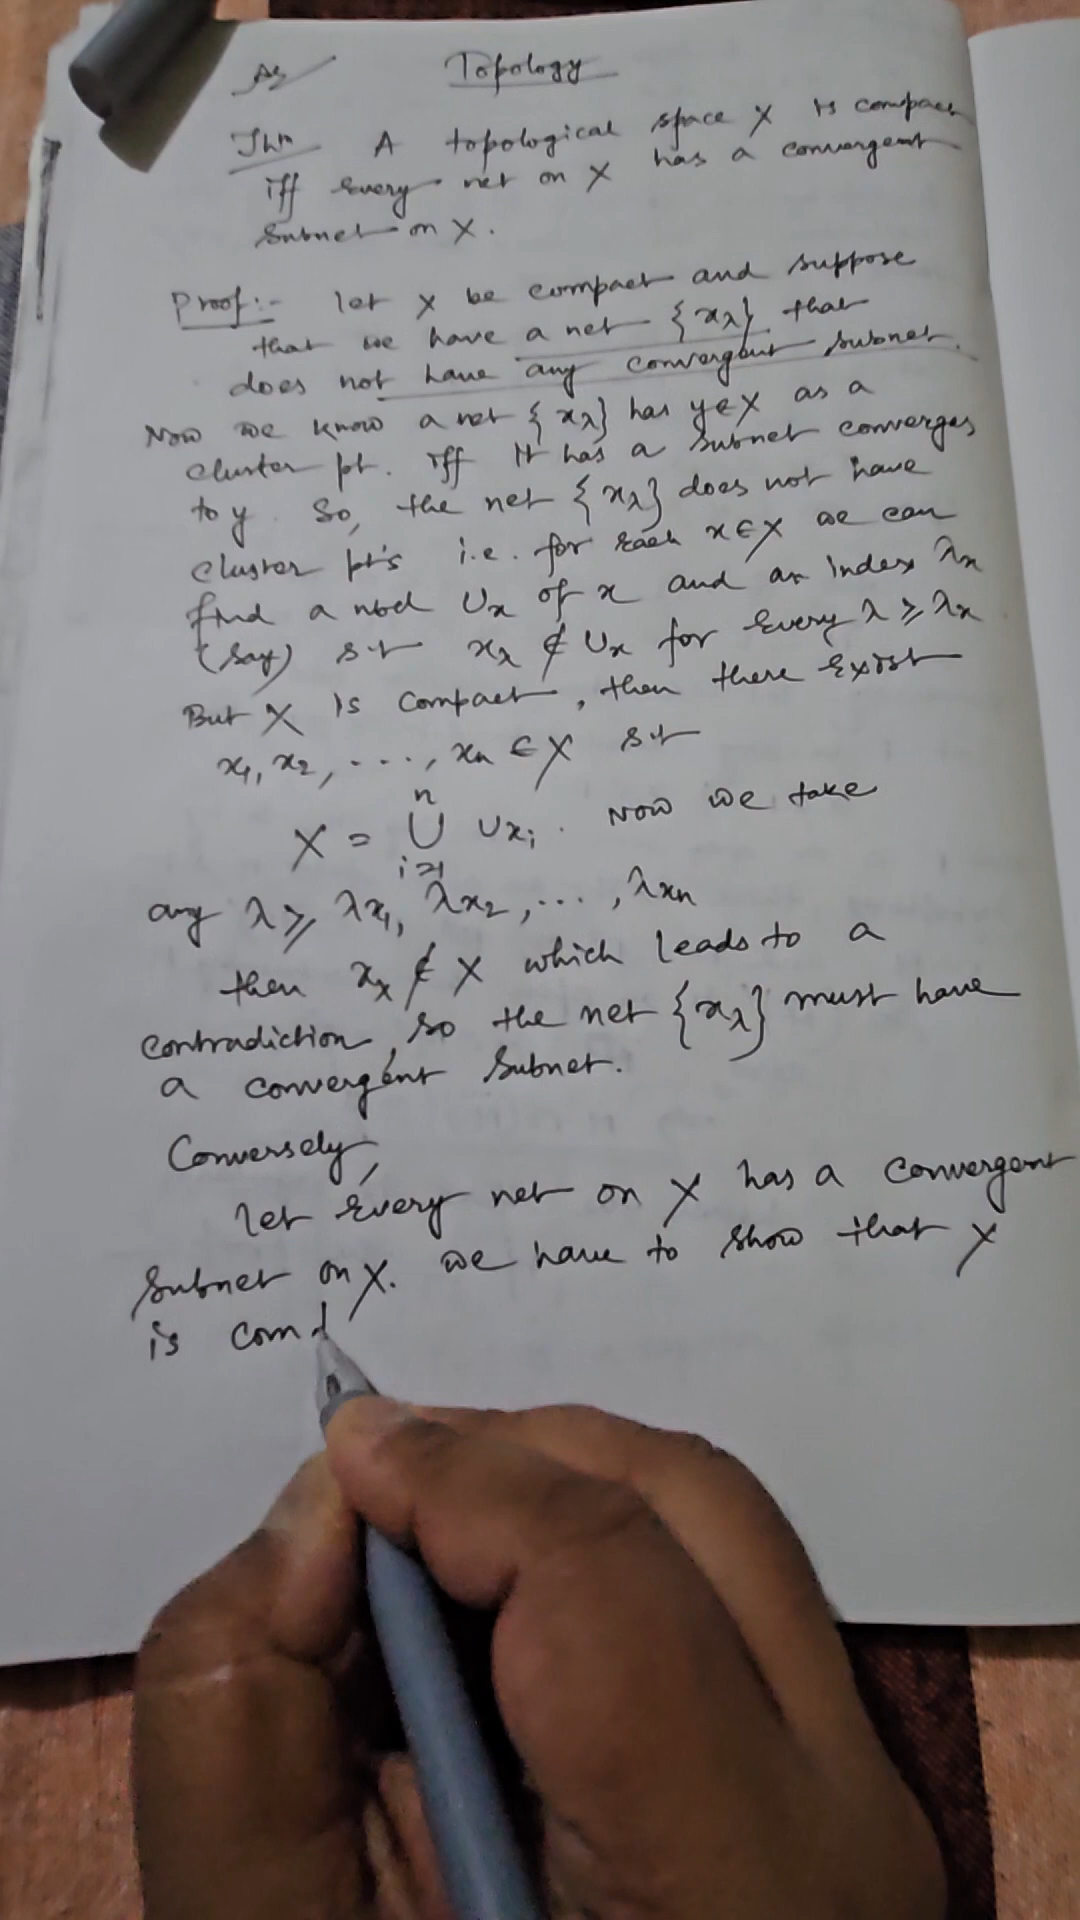 Topology
Thm A topological space X is compact
iff every net on X has a convergent
subnet on X.
Proof:- let X be compact and suppose
that we have a net {xλ} that
does not have any convergent subnet.
Now we know a net {xλ} has y∈X as a
cluster pt. iff it has a subnet converges
to y. So, the net {xλ} does not have
cluster pt's i.e. for each x∈X we can
find a nbd Ux of x and an index λx
(say) s.t xλ ∉ Ux for every λ ≥ λx
But X is compact, then there exist
x1, x2, ..., xn ∈ X s.t
X = ⋃ⁿᵢ₌₁ Uxi. Now we take
any λ ≥ λx1, λx2, ..., λxn
then xλ ∉ X which leads to a
contradiction, so the net {xλ} must have
a convergent subnet.
Conversely,
let every net on X has a convergent
subnet on X. we have to show that X
is comp